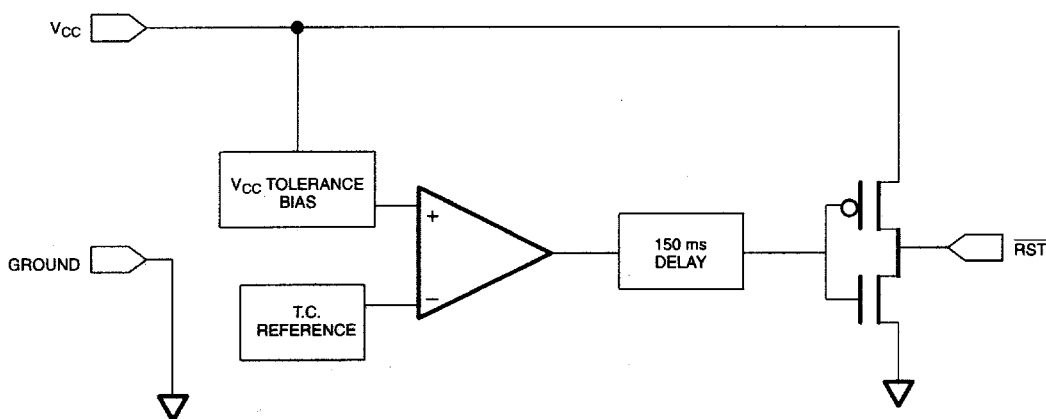 VCC
VCC TOLERANCE
BIAS
+
150 ms
DELAY
RST
GROUND
−
T.C.
REFERENCE